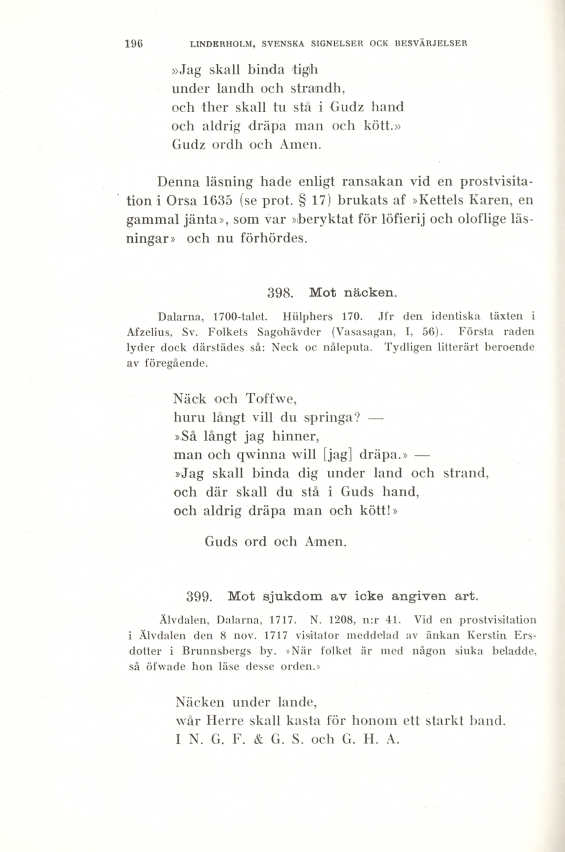 196 LINDERHOLM, SVENSKA SIGNELSER OCK BESVÄRJELSER
»Jag skall binda tigh
under landh och strandh,
och ther skall tu stå i Gudz hand
och aldrig dräpa man och kött.»
Gudz ordh och Amen.
Denna läsning hade enligt ransakan vid en prostvisita-
tion i Orsa 1635 (se prot. § 17) brukats af »Kettels Karen, en
gammal jänta», som var »beryktat för löfierij och oloflige läs-
ningar» och nu förhördes.
398. Mot näcken.
Dalarna, 1700-talet. Hülphers 170. Jfr den identiska täxten i
Afzelius, Sv. Folkets Sagohävder (Vasasagan, I, 56). Första raden
lyder dock därstädes så: Neck oc nåleputa. Tydligen litterärt beroende
av föregående.
Näck och Toffwe,
huru långt vill du springa? —
»Så långt jag hinner,
man och qwinna will [jag] dräpa.» —
»Jag skall binda dig under land och strand,
och där skall du stå i Guds hand,
och aldrig dräpa man och kött!»
Guds ord och Amen.
399. Mot sjukdom av icke angiven art.
Älvdalen, Dalarna, 1717. N. 1208, n:r 41. Vid en prostvisitation
i Älvdalen den 8 nov. 1717 visitator meddelad av änkan Kerstin Ers-
dotter i Brunnsbergs by. »När folket är med någon siuka beladde,
så öfwade hon läse desse orden.»
Näcken under lande,
wår Herre skall kasta för honom ett starkt band.
I N. G. F. & G. S. och G. H. A.